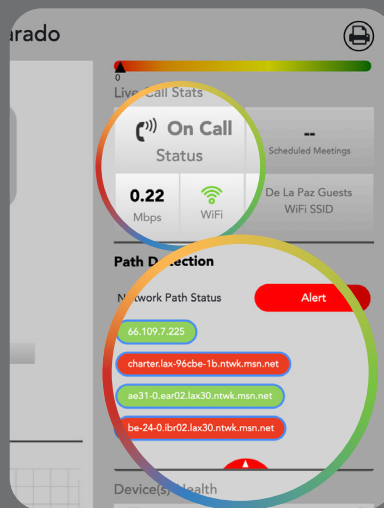 arado
0
Live Call Stats
On Call
Status
--
Scheduled Meetings
0.22
Mbps
WiFi
De La Paz Guests
WiFi SSID
Path Detection
Network Path Status
Alert
66.109.7.225
charter.lax-96cbe-1b.ntwk.msn.net
ae31-0.ear02.lax30.ntwk.msn.net
be-24-0.ibr02.lax30.ntwk.msn.net
Device(s) Health